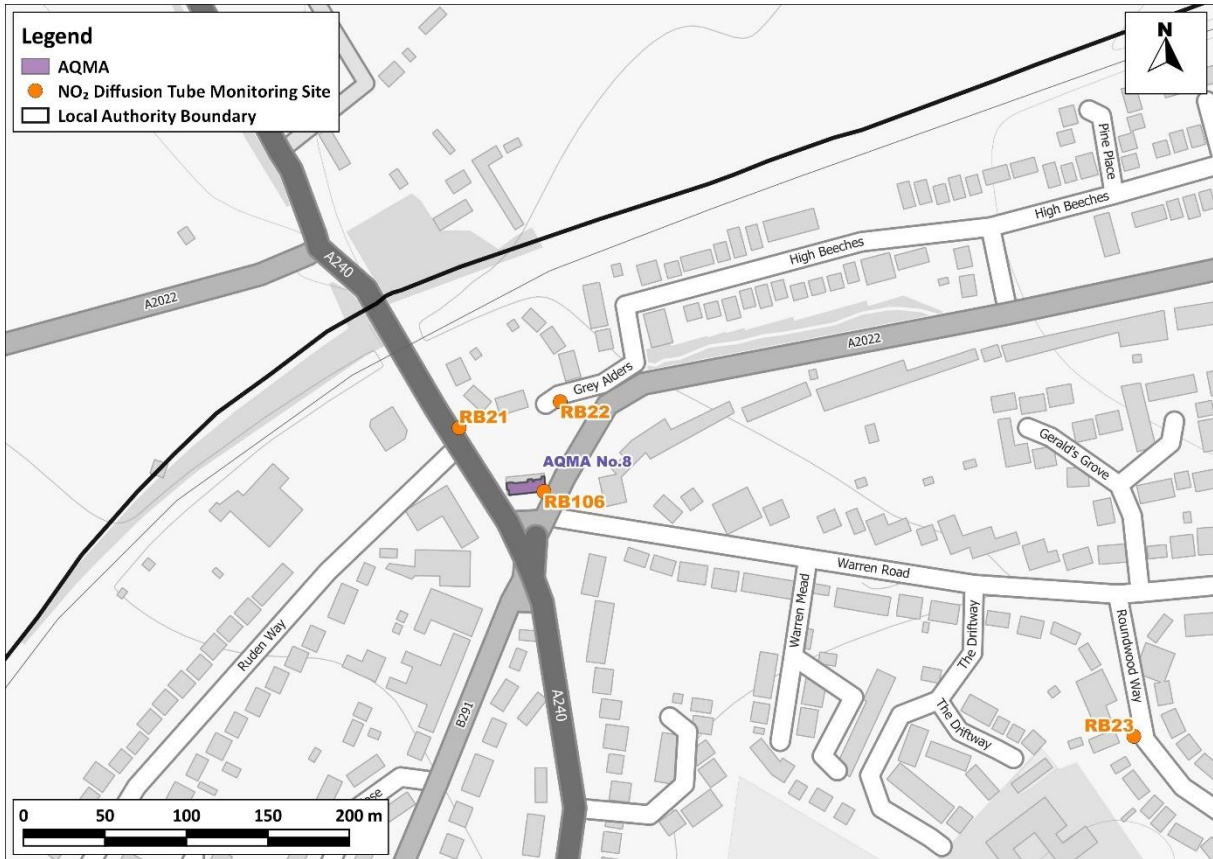 Legend
AQMA
NO₂ Diffusion Tube Monitoring Site
Local Authority Boundary
N
Pine Place
High Beeches
High Beeches
A240
A2022
A2022
Grey Alders
RB22
RB21
AQMA No.8
RB106
Gerald's Grove
Warren Road
Warren Mead
The Driftway
Roundwood Way
Ruden Way
B291
A240
The Driftway
RB23
0 50 100 150 200 m